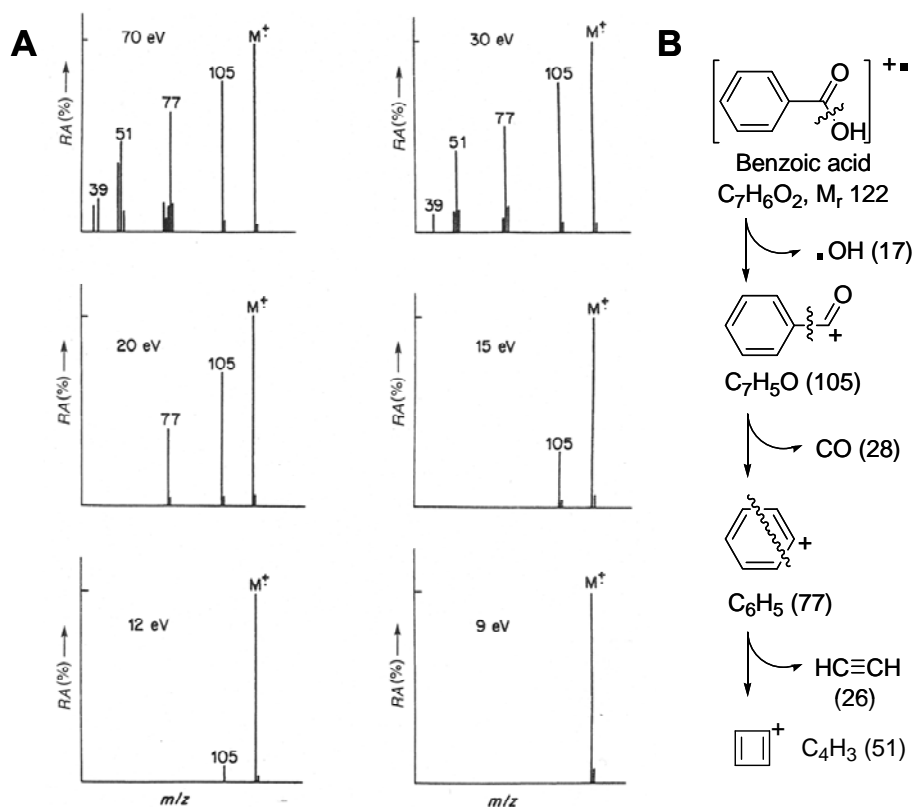 A
70 eV
M⁺·
105
77
51
39
RA(%)
30 eV
M⁺·
105
77
51
39
RA(%)
20 eV
M⁺·
105
77
RA(%)
15 eV
M⁺·
105
RA(%)
12 eV
M⁺·
105
RA(%)
m/z
9 eV
M⁺·
RA(%)
m/z
B
+▪
O
OH
Benzoic acid
C₇H₆O₂, Mᵣ 122
▪OH (17)
O
+
C₇H₅O (105)
CO (28)
+
C₆H₅ (77)
HC≡CH
(26)
+
C₄H₃ (51)